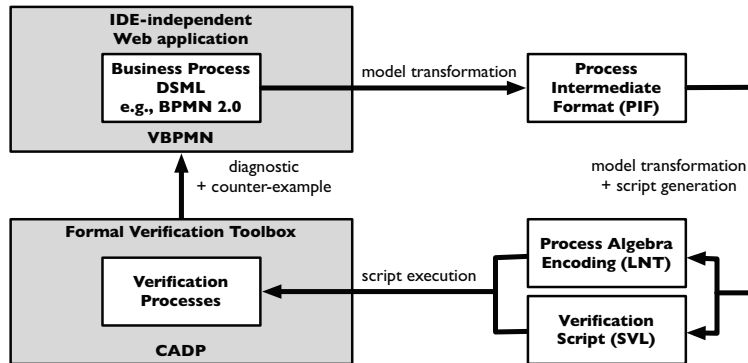 IDE-independent
Web application
Business Process
DSML
e.g., BPMN 2.0
VBPMN
model transformation
Process
Intermediate
Format (PIF)
diagnostic
+ counter-example
model transformation
+ script generation
Formal Verification Toolbox
Verification
Processes
CADP
script execution
Process Algebra
Encoding (LNT)
Verification
Script (SVL)